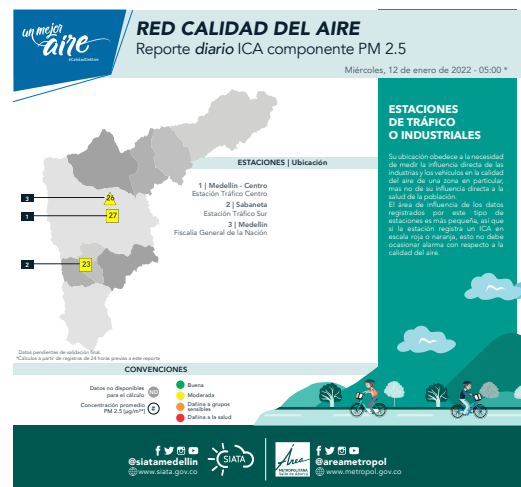 un mejor
aire
#CalidadDelAire
RED CALIDAD DEL AIRE
Reporte diario ICA componente PM 2.5
Miércoles, 12 de enero de 2022 - 05:00 *
ESTACIONES | Ubicación
1 | Medellín - Centro
Estación Tráfico Centro
2 | Sabaneta
Estación Tráfico Sur
3 | Medellín
Fiscalía General de la Nación
3
26
1
27
2
23
ESTACIONES
DE TRÁFICO
O INDUSTRIALES
Su ubicación obedece a la necesidad
de medir la influencia directa de las
industrias y los vehículos en la calidad
del aire de una zona en particular,
mas no de su influencia directa a la
salud de la población.
El área de influencia de los datos
registrados por este tipo de
estaciones es más pequeña, así que
si la estación registra un ICA en
escala roja o naranja, esto no debe
ocasionar alarma con respecto a la
calidad del aire.
Datos pendientes de validación final.
*Cálculos a partir de registros de 24 horas previas a este reporte
CONVENCIONES
Datos no disponibles
para el cálculo
Concentración promedio
PM 2.5 [µg/m³]
#
Buena
Moderada
Dañina a grupos
sensibles
Dañina a la salud
@siatamedellin
www.siata.gov.co
SIATA
Área
METROPOLITANA
Valle de Aburrá
@areametropol
www.metropol.gov.co